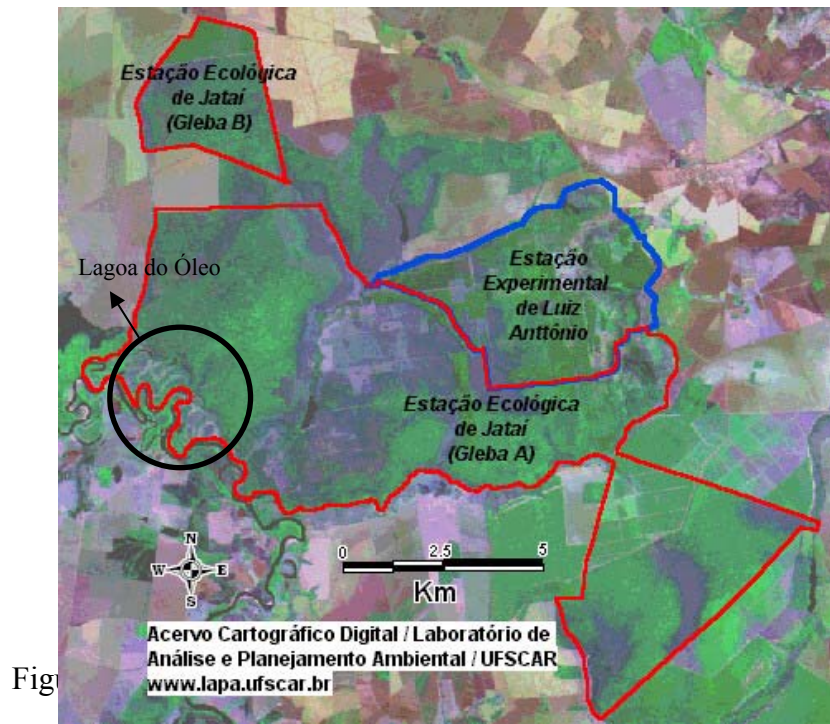 Estação Ecológica
de Jataí
(Gleba B)
Lagoa do Óleo
Estação
Experimental
de Luiz
Anttônio
Estação Ecológica
de Jataí
(Gleba A)
N
W E
S
0 2.5 5
Km
Acervo Cartográfico Digital / Laboratório de
Análise e Planejamento Ambiental / UFSCAR
www.lapa.ufscar.br